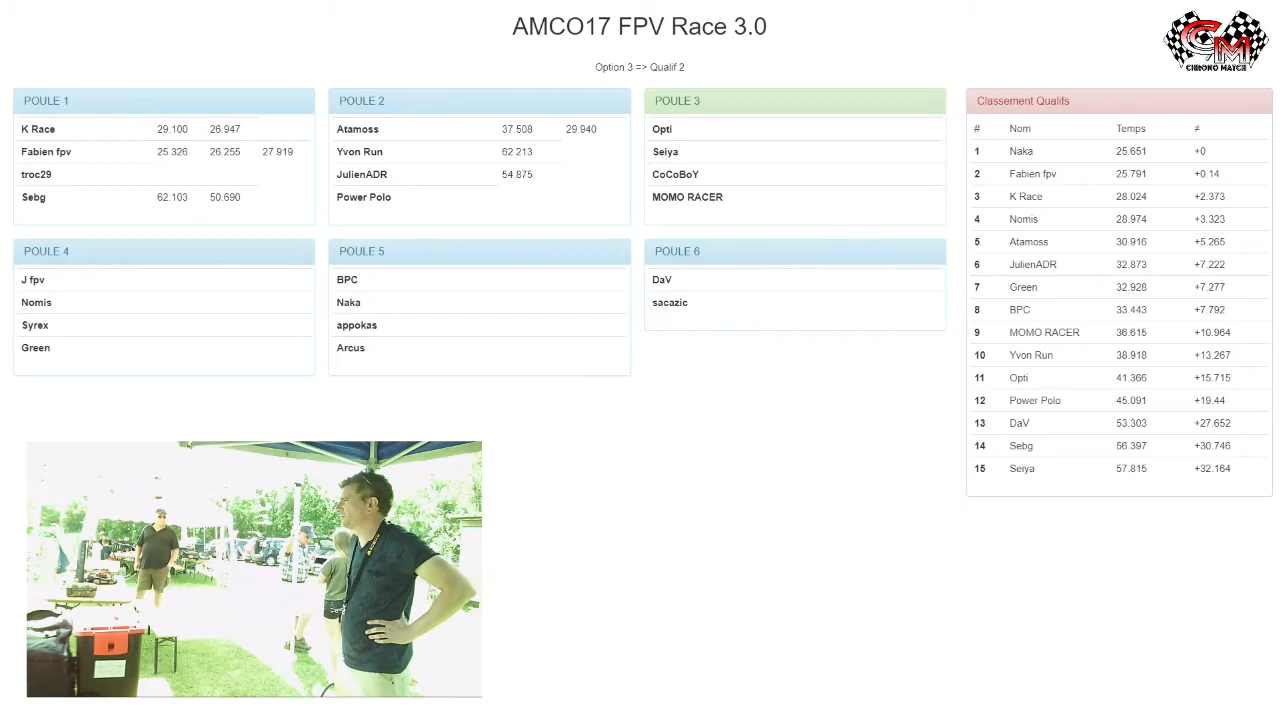 AMCO17 FPV Race 3.0
CM
CHRONO MATCH
Option 3 => Qualif 2
POULE 1
K Race 29.100 26.947
Fabien fpv 25.326 26.255 27.919
troc29
Sebg 62.103 50.690
POULE 2
Atamoss 37.508 29.940
Yvon Run 62.213
JulienADR 54.875
Power Polo
POULE 3
Opti
Seiya
CoCoBoY
MOMO RACER
POULE 4
J fpv
Nomis
Syrex
Green
POULE 5
BPC
Naka
appokas
Arcus
POULE 6
DaV
sacazic
Classement Qualifs
# Nom Temps ≠
1 Naka 25.651 +0
2 Fabien fpv 25.791 +0.14
3 K Race 28.024 +2.373
4 Nomis 28.974 +3.323
5 Atamoss 30.916 +5.265
6 JulienADR 32.873 +7.222
7 Green 32.928 +7.277
8 BPC 33.443 +7.792
9 MOMO RACER 36.615 +10.964
10 Yvon Run 38.918 +13.267
11 Opti 41.366 +15.715
12 Power Polo 45.091 +19.44
13 DaV 53.303 +27.652
14 Sebg 56.397 +30.746
15 Seiya 57.815 +32.164